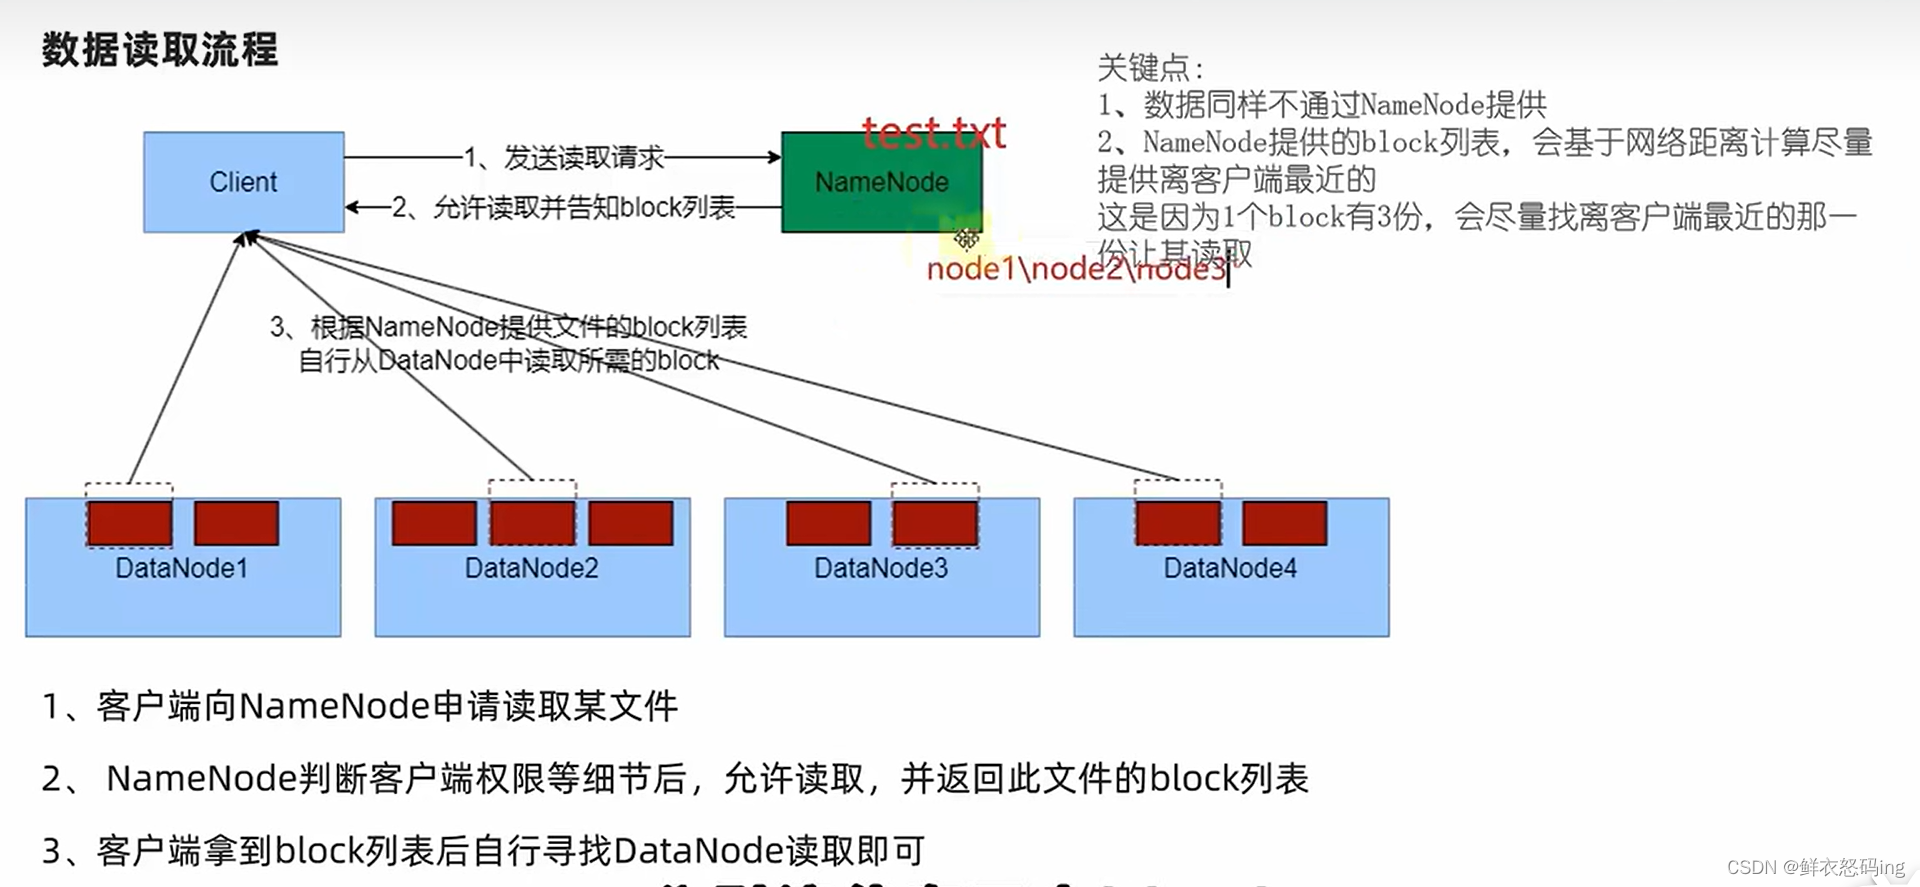 数据读取流程
关键点：
1、数据同样不通过NameNode提供
2、NameNode提供的block列表，会基于网络距离计算尽量
提供离客户端最近的
这是因为1个block有3份，会尽量找离客户端最近的那一
份让其读取
test.txt
Client
1、发送读取请求
NameNode
2、允许读取并告知block列表
node1\node2\node3
3、根据NameNode提供文件的block列表
自行从DataNode中读取所需的block
DataNode1
DataNode2
DataNode3
DataNode4
1、客户端向NameNode申请读取某文件
2、 NameNode判断客户端权限等细节后，允许读取，并返回此文件的block列表
3、客户端拿到block列表后自行寻找DataNode读取即可
CSDN @鲜衣怒码ing